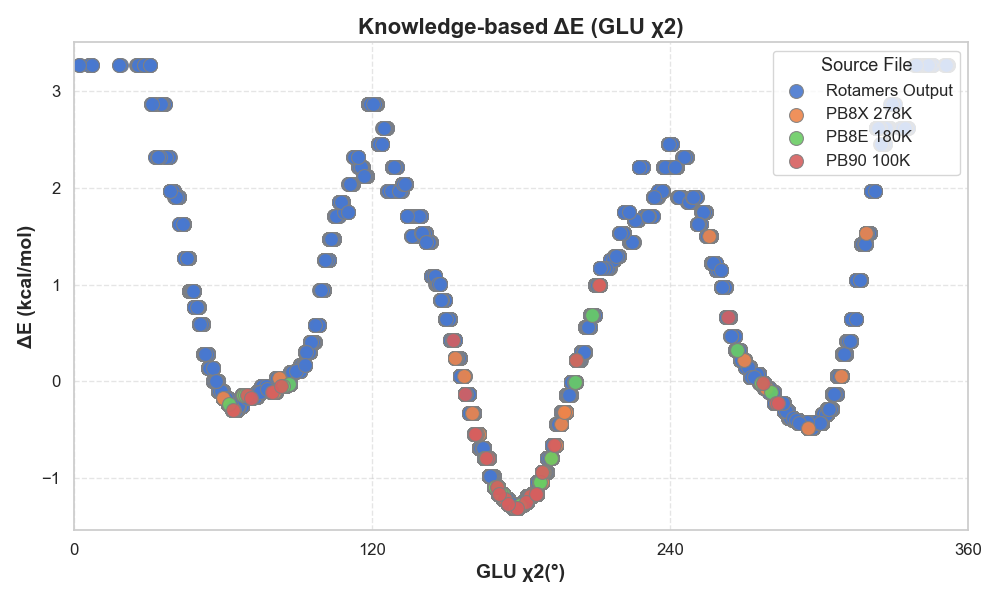 Knowledge-based ΔE (GLU χ2)
Source File
Rotamers Output
PB8X 278K
PB8E 180K
PB90 100K
ΔE (kcal/mol)
3
2
1
0
−1
0 120 240 360
GLU χ2(°)